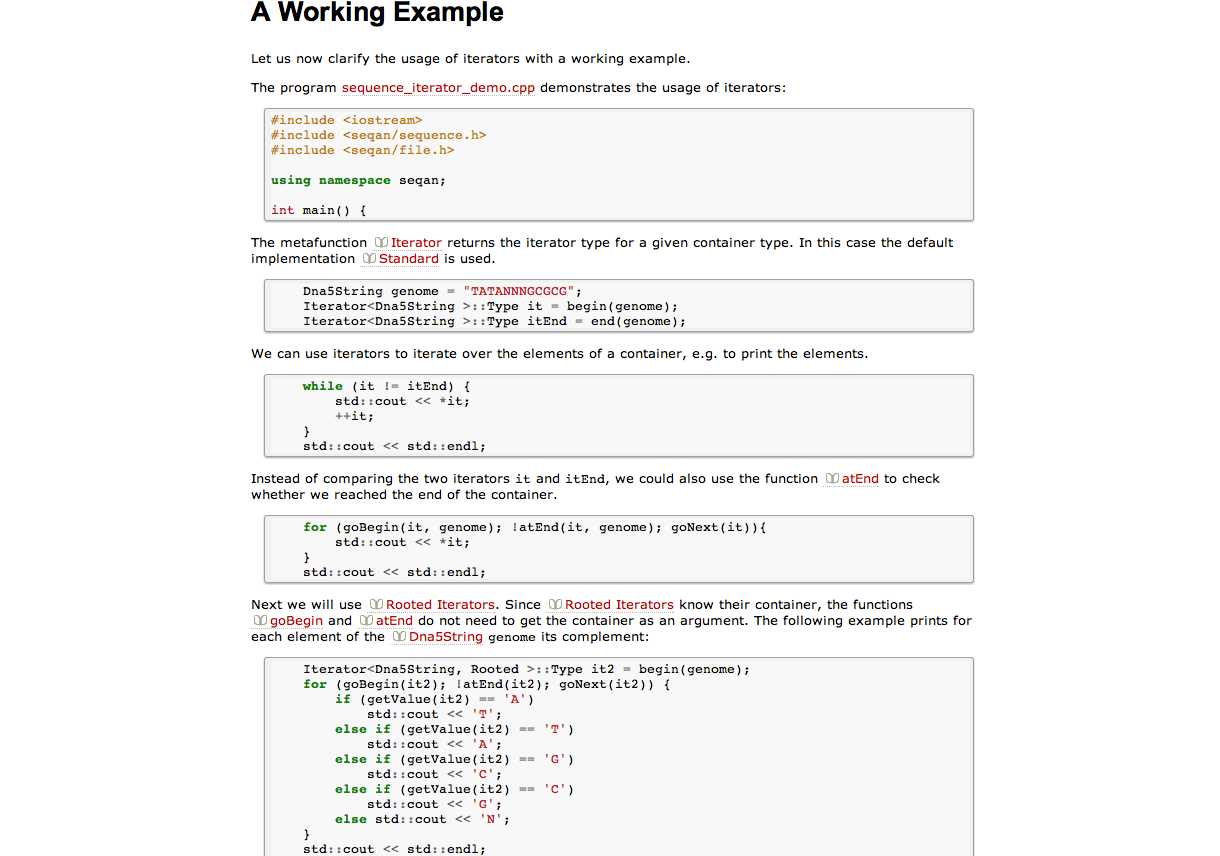 A Working Example
Let us now clarify the usage of iterators with a working example.
The program sequence_iterator_demo.cpp demonstrates the usage of iterators:
#include <iostream>
#include <seqan/sequence.h>
#include <seqan/file.h>
using namespace seqan;
int main() {
The metafunction Iterator returns the iterator type for a given container type. In this case the default
implementation Standard is used.
Dna5String genome = "TATANNNGCGCG";
Iterator<Dna5String >::Type it = begin(genome);
Iterator<Dna5String >::Type itEnd = end(genome);
We can use iterators to iterate over the elements of a container, e.g. to print the elements.
while (it != itEnd) {
std::cout << *it;
++it;
}
std::cout << std::endl;
Instead of comparing the two iterators it and itEnd, we could also use the function atEnd to check
whether we reached the end of the container.
for (goBegin(it, genome); !atEnd(it, genome); goNext(it)){
std::cout << *it;
}
std::cout << std::endl;
Next we will use Rooted Iterators. Since Rooted Iterators know their container, the functions
goBegin and atEnd do not need to get the container as an argument. The following example prints for
each element of the Dna5String genome its complement:
Iterator<Dna5String, Rooted >::Type it2 = begin(genome);
for (goBegin(it2); !atEnd(it2); goNext(it2)) {
if (getValue(it2) == 'A')
std::cout << 'T';
else if (getValue(it2) == 'T')
std::cout << 'A';
else if (getValue(it2) == 'G')
std::cout << 'C';
else if (getValue(it2) == 'C')
std::cout << 'G';
else std::cout << 'N';
}
std::cout << std::endl;